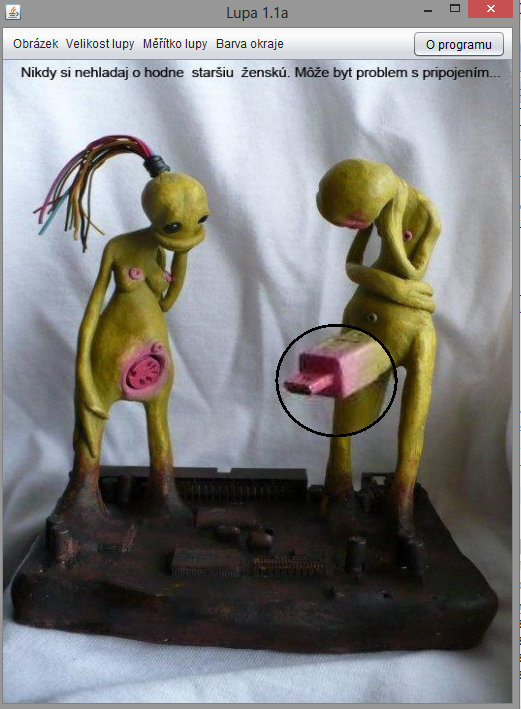 Lupa 1.1a
Obrázek Velikost lupy Měřítko lupy Barva okraje O programu
Nikdy si nehladaj o hodne staršiu ženskú. Môže byt problem s pripojením...